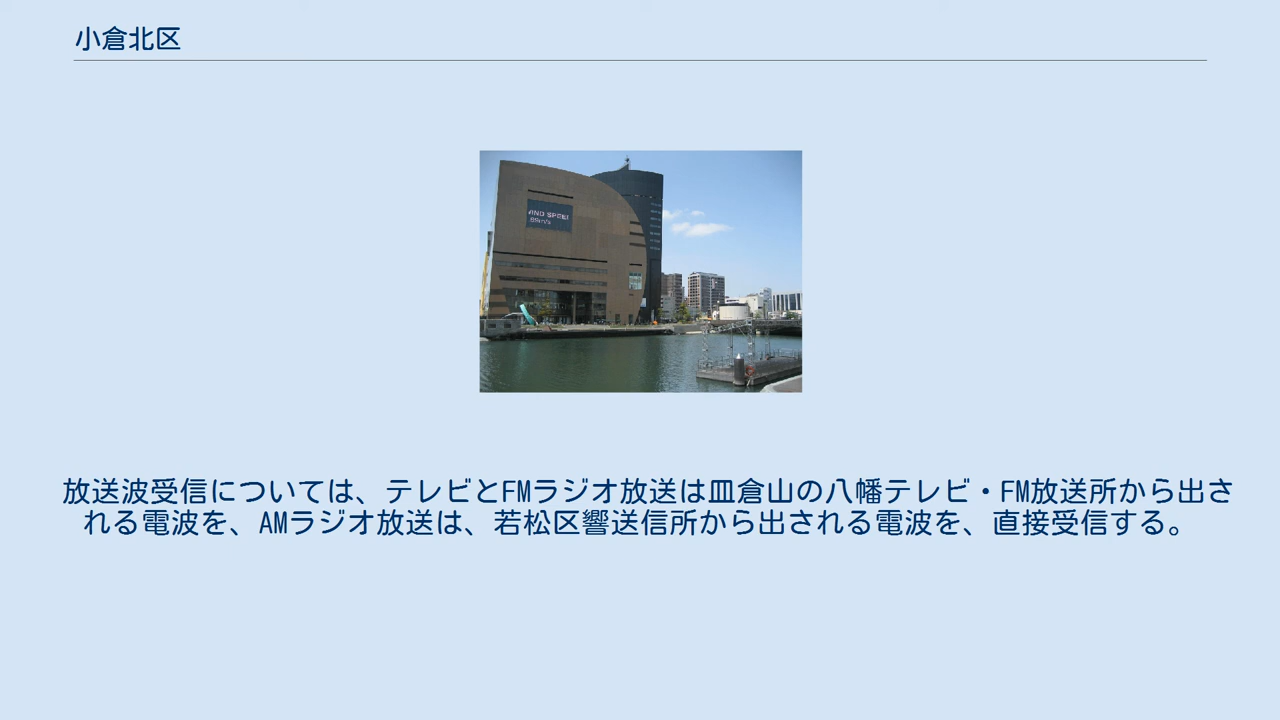 小倉北区
放送波受信については、テレビとFMラジオ放送は皿倉山の八幡テレビ・FM放送所から出さ
れる電波を、AMラジオ放送は、若松区響送信所から出される電波を、直接受信する。